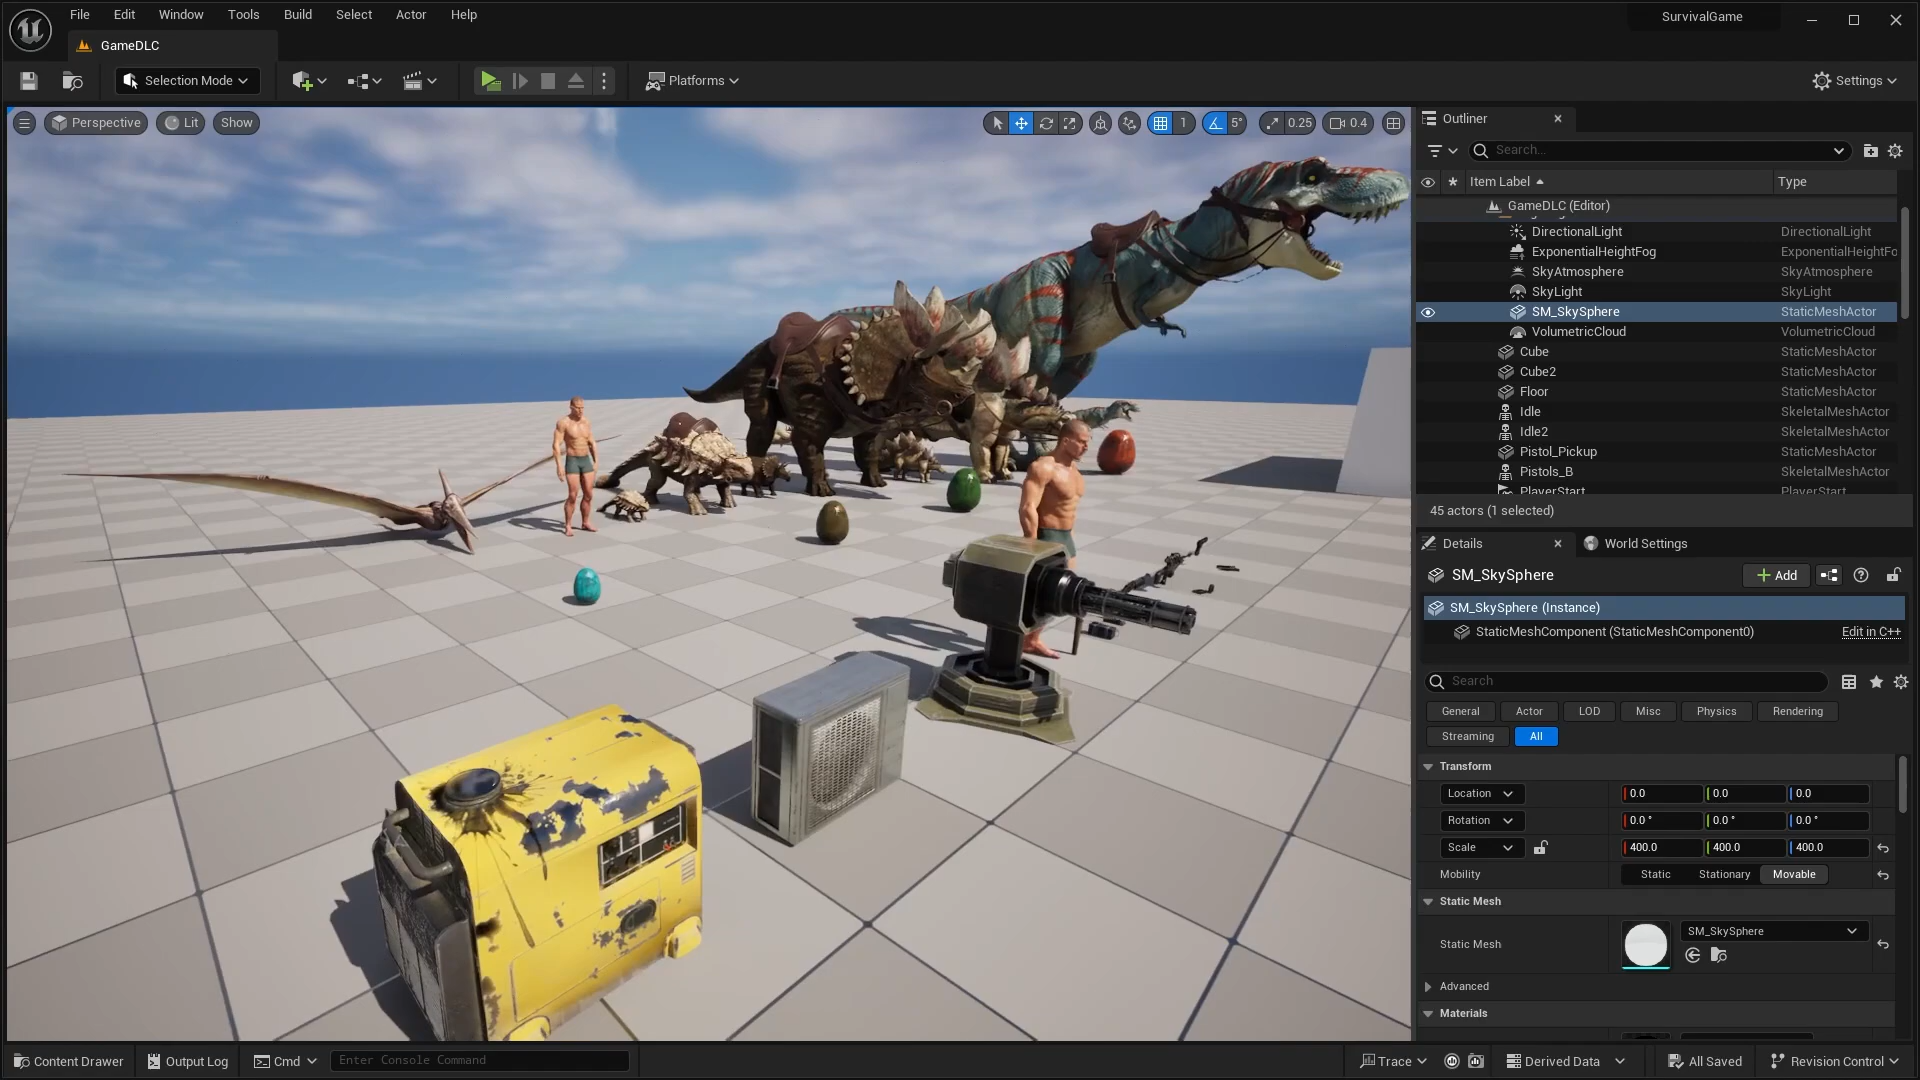 File Edit Window Tools Build Select Actor Help SurvivalGame
GameDLC
Selection Mode Platforms Settings
Perspective Lit Show 1 5° 0.25 0.4
Outliner
Search...
Item Label Type
GameDLC (Editor)
DirectionalLight DirectionalLight
ExponentialHeightFog ExponentialHeightFo
SkyAtmosphere SkyAtmosphere
SkyLight SkyLight
SM_SkySphere StaticMeshActor
VolumetricCloud VolumetricCloud
Cube StaticMeshActor
Cube2 StaticMeshActor
Floor StaticMeshActor
Idle SkeletalMeshActor
Idle2 SkeletalMeshActor
Pistol_Pickup StaticMeshActor
Pistols_B SkeletalMeshActor
PlayerStart PlayerStart
45 actors (1 selected)
Details World Settings
SM_SkySphere Add
SM_SkySphere (Instance)
StaticMeshComponent (StaticMeshComponent0) Edit in C++
Search
General Actor LOD Misc Physics Rendering
Streaming All
Transform
Location 0.0 0.0 0.0
Rotation 0.0 ° 0.0 ° 0.0 °
Scale 400.0 400.0 400.0
Mobility Static Stationary Movable
Static Mesh
Static Mesh SM_SkySphere
Advanced
Materials
Content Drawer Output Log Cmd Enter Console Command Trace Derived Data All Saved Revision Control